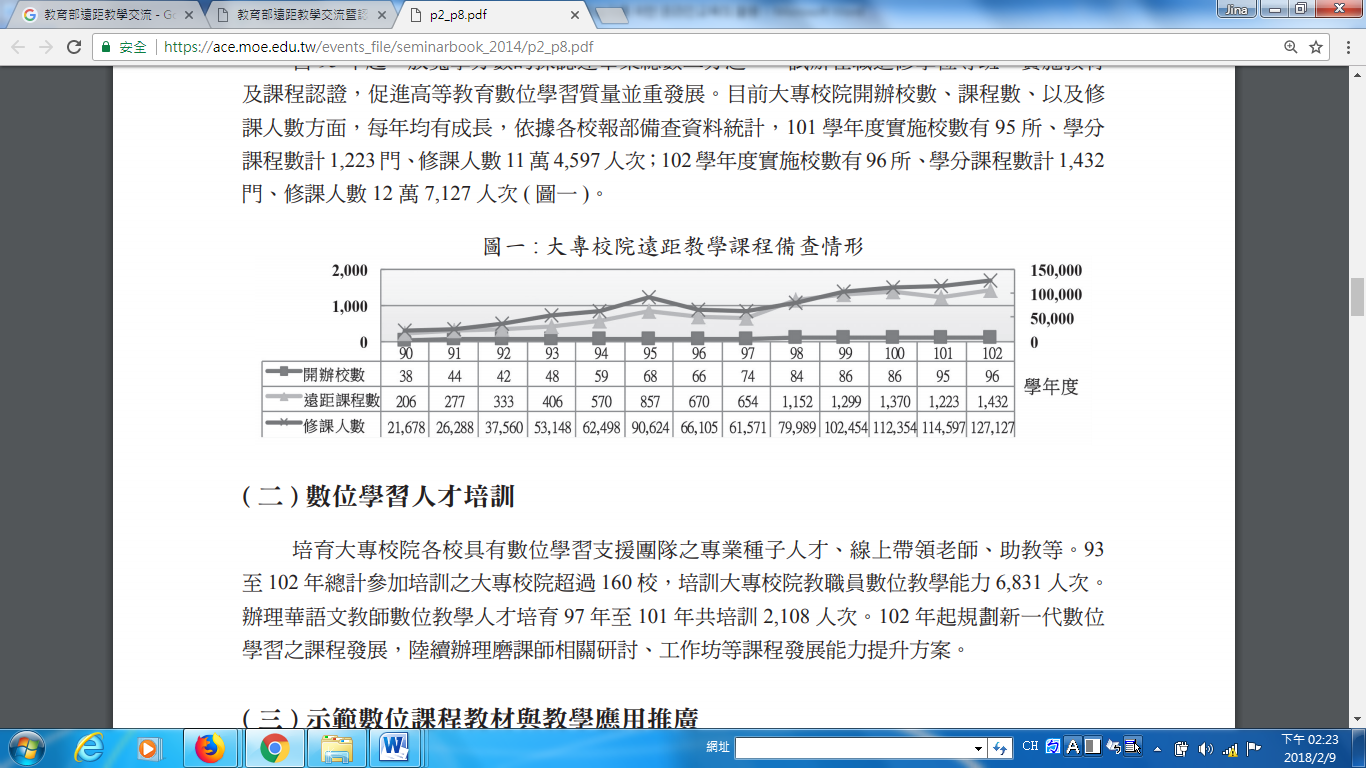 教育部遠距教學交流 - Go
教育部遠距教學交流暨認
p2_p8.pdf
Jina
安全 https://ace.moe.edu.tw/events_file/seminarbook_2014/p2_p8.pdf
及課程認證，促進高等教育數位學習質量並重發展。目前大專校院開辦校數、課程數、以及修
課人數方面，每年均有成長，依據各校報部備查資料統計，101 學年度實施校數有 95 所、學分
課程數計 1,223 門、修課人數 11 萬 4,597 人次；102 學年度實施校數有 96 所、學分課程數計 1,432
門、修課人數 12 萬 7,127 人次 ( 圖一 )。
圖一 : 大專校院遠距教學課程備查情形
2,000 150,000
1,000 100,000
50,000
0 0
90 91 92 93 94 95 96 97 98 99 100 101 102
開辦校數 38 44 42 48 59 68 66 74 84 86 86 95 96
學年度
遠距課程數 206 277 333 406 570 857 670 654 1,152 1,299 1,370 1,223 1,432
修課人數 21,678 26,288 37,560 53,148 62,498 90,624 66,105 61,571 79,989 102,454 112,354 114,597 127,127
( 二 ) 數位學習人才培訓
培育大專校院各校具有數位學習支援團隊之專業種子人才、線上帶領老師、助教等。93
至 102 年總計參加培訓之大專校院超過 160 校，培訓大專校院教職員數位教學能力 6,831 人次。
辦理華語文教師數位教學人才培育 97 年至 101 年共培訓 2,108 人次。102 年起規劃新一代數位
學習之課程發展，陸續辦理磨課師相關研討、工作坊等課程發展能力提升方案。
( 三 ) 示範數位課程教材與教學應用推廣
網址
CH
A
下午 02:23
2018/2/9